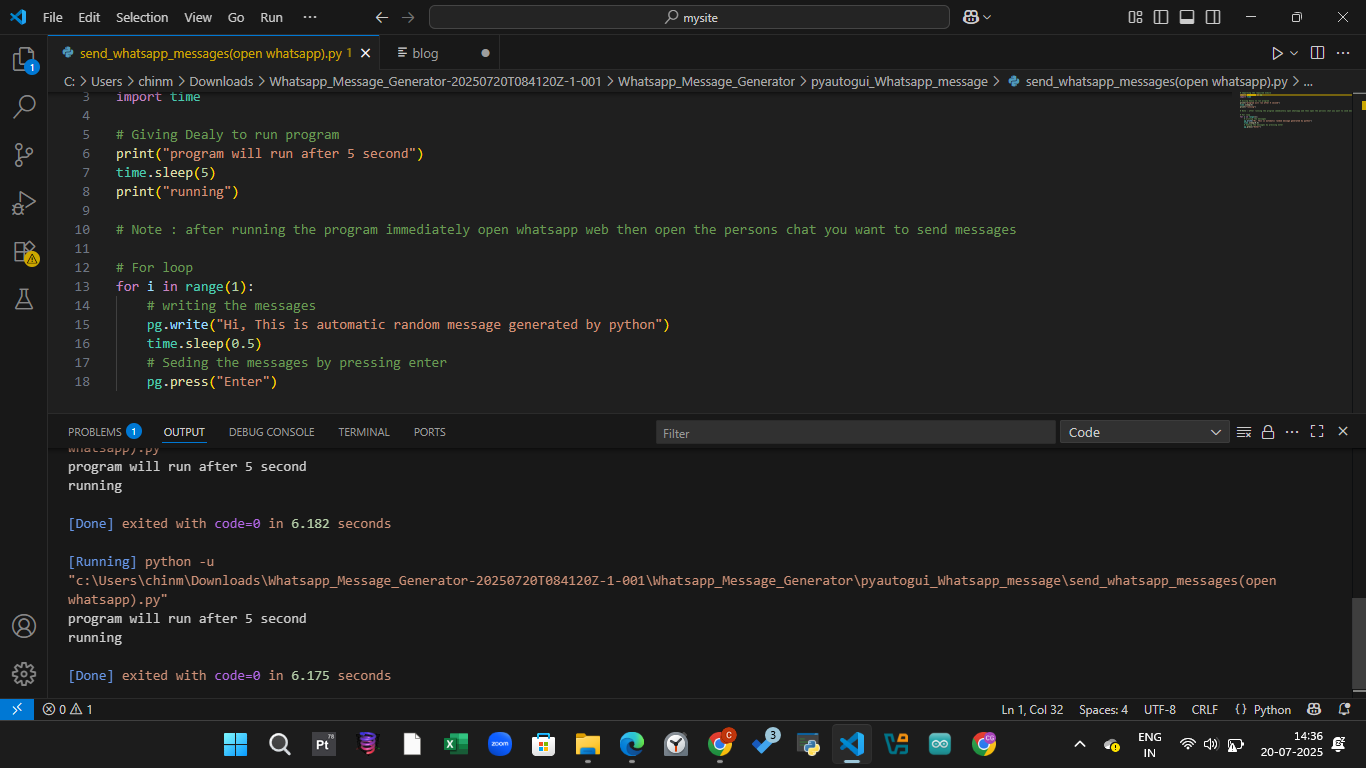 File Edit Selection View Go Run ··· mysite
send_whatsapp_messages(open whatsapp).py 1 blog
C: > Users > chinm > Downloads > Whatsapp_Message_Generator-20250720T084120Z-1-001 > Whatsapp_Message_Generator > pyautogui_Whatsapp_message > send_whatsapp_messages(open whatsapp).py > ...
3 import time
4
5 # Giving Dealy to run program
6 print("program will run after 5 second")
7 time.sleep(5)
8 print("running")
9
10 # Note : after running the program immediately open whatsapp web then open the persons chat you want to send messages
11
12 # For loop
13 for i in range(1):
14 # writing the messages
15 pg.write("Hi, This is automatic random message generated by python")
16 time.sleep(0.5)
17 # Seding the messages by pressing enter
18 pg.press("Enter")
PROBLEMS 1 OUTPUT DEBUG CONSOLE TERMINAL PORTS Filter Code
whatsapp).py"
program will run after 5 second
running
[Done] exited with code=0 in 6.182 seconds
[Running] python -u
"c:\Users\chinm\Downloads\Whatsapp_Message_Generator-20250720T084120Z-1-001\Whatsapp_Message_Generator\pyautogui_Whatsapp_message\send_whatsapp_messages(open
whatsapp).py"
program will run after 5 second
running
[Done] exited with code=0 in 6.175 seconds
0 1 Ln 1, Col 32 Spaces: 4 UTF-8 CRLF {} Python
Pt 78 zoom C 3 CG
ENG
IN
14:36
20-07-2025